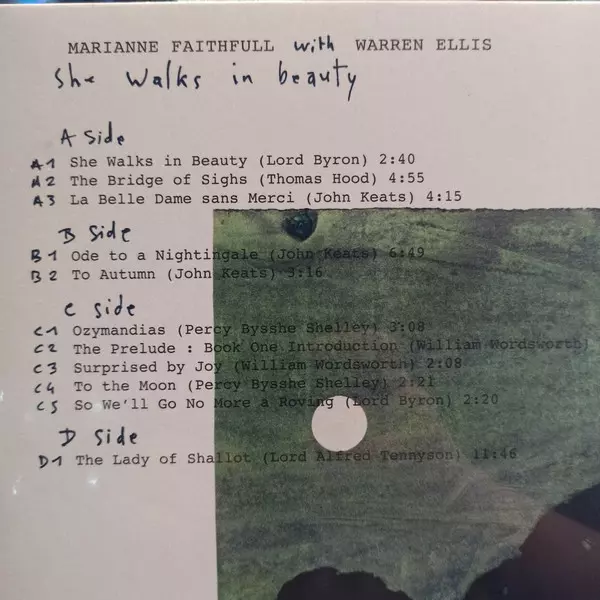 MARIANNE FAITHFULL with WARREN ELLIS
She walks in beauty
A Side
A1 She Walks in Beauty (Lord Byron) 2:40
A2 The Bridge of Sighs (Thomas Hood) 4:55
A3 La Belle Dame sans Merci (John Keats) 4:15
B Side
B1 Ode to a Nightingale (John Keats) 6:49
B2 To Autumn (John Keats) 3:16
C Side
C1 Ozymandias (Percy Bysshe Shelley) 3:08
C2 The Prelude : Book One Introduction (William Wordsworth)
C3 Surprised by Joy (William Wordsworth) 2:08
C4 To the Moon (Percy Bysshe Shelley) 2:21
C5 So We'll Go No More a Roving (Lord Byron) 2:20
D Side
D1 The Lady of Shallot (Lord Alfred Tennyson) 11:46